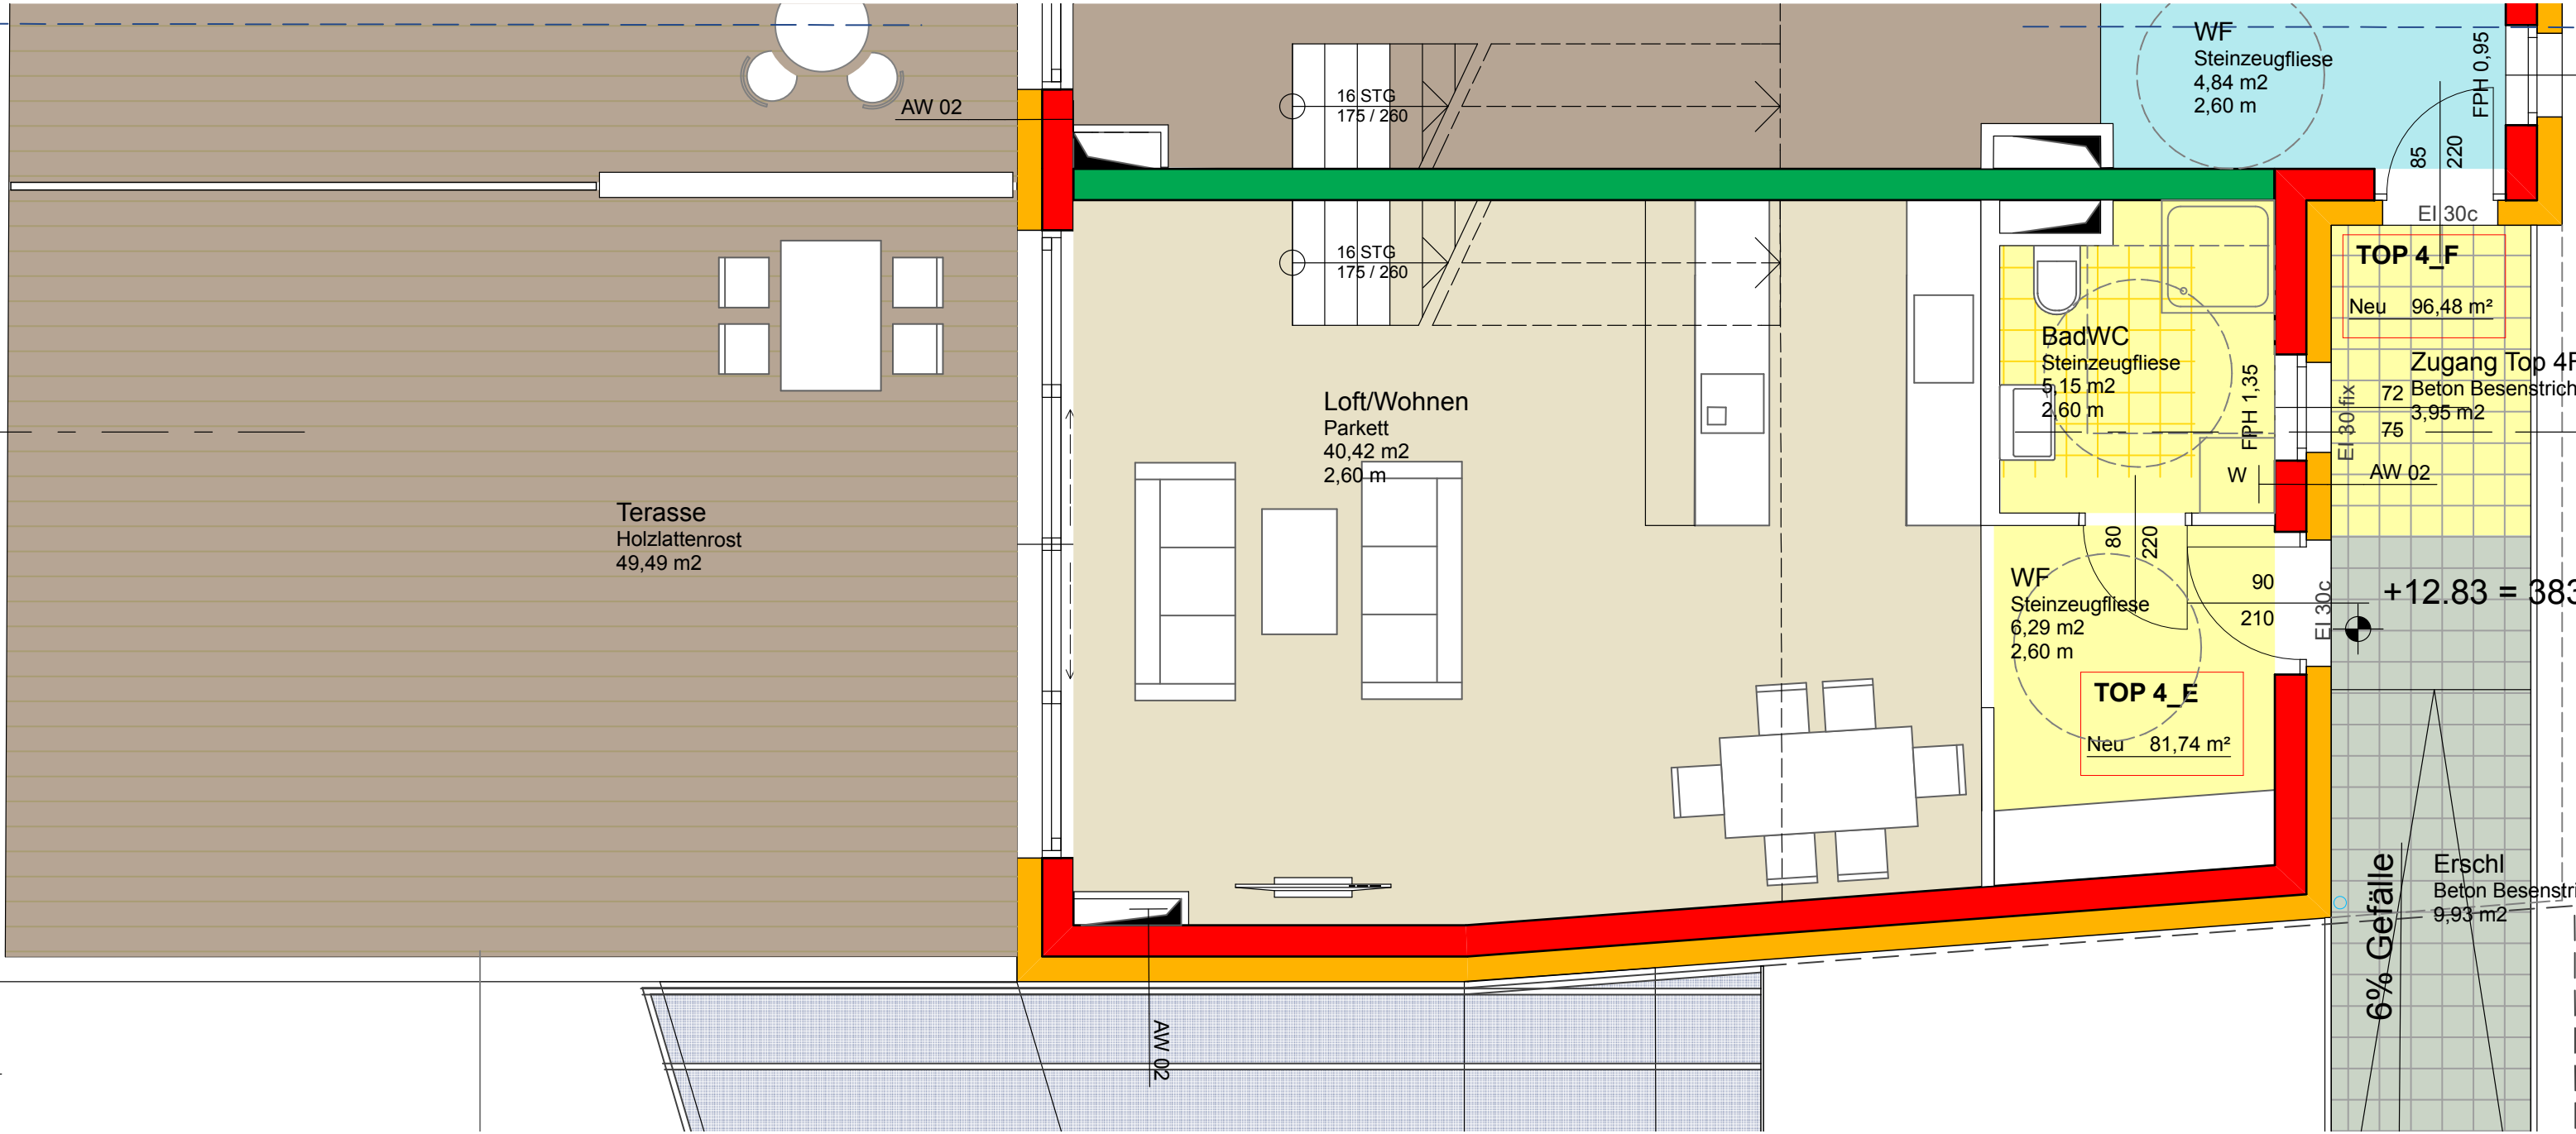 WF
Steinzeugfliese
4,84 m2
2,60 m
FPH 0,95
AW 02
16 STG
175 / 260
85
220
EI 30c
TOP 4_F
Neu 96,48 m²
16 STG
175 / 260
BadWC
Steinzeugfliese
5,15 m2
2,60 m
FPH 1,35
EI 30 fix
72
75
Zugang Top 4F
Beton Besenstrich
3,95 m2
Loft/Wohnen
Parkett
40,42 m2
2,60 m
W
AW 02
Terasse
Holzlattenrost
49,49 m2
80
220
WF
Steinzeugfliese
6,29 m2
2,60 m
90
210
EI 30c
+12.83 = 383
TOP 4_E
Neu 81,74 m²
6% Gefälle
Erschl
Beton Besenstri
9,93 m2
AW 02